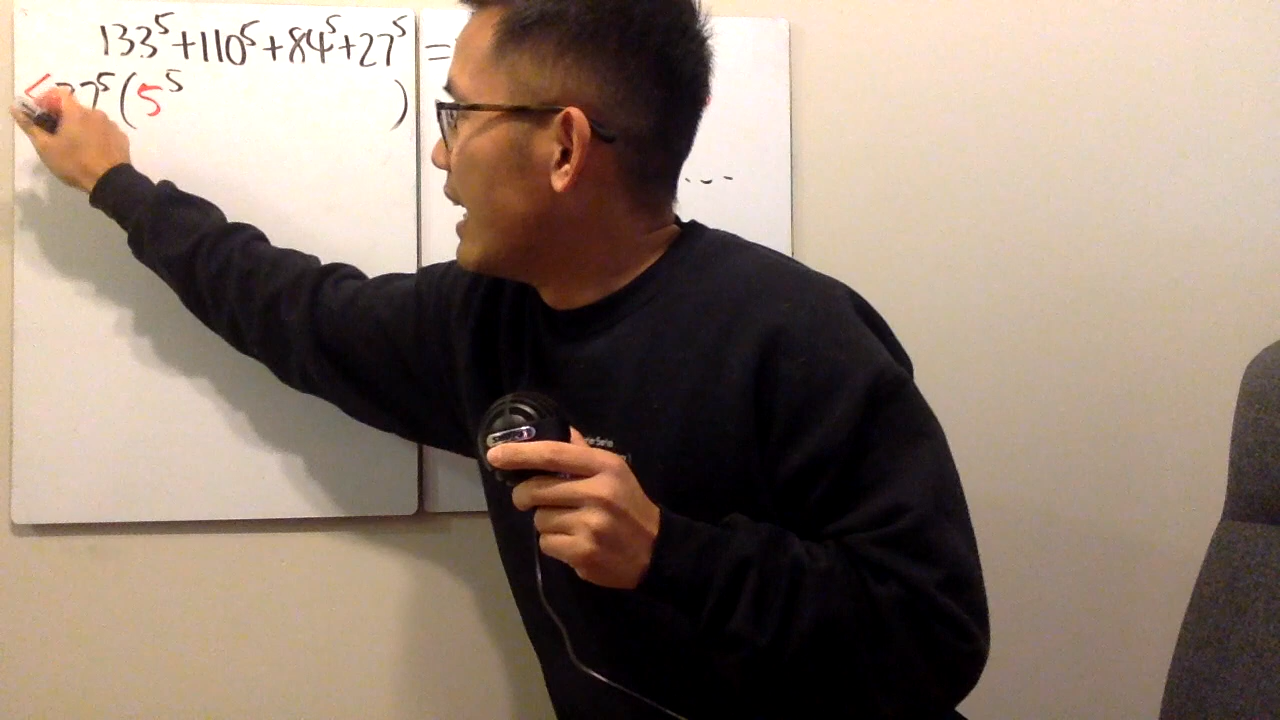 133⁵+110⁵+84⁵+27⁵ =
< 27⁵(5⁵ )